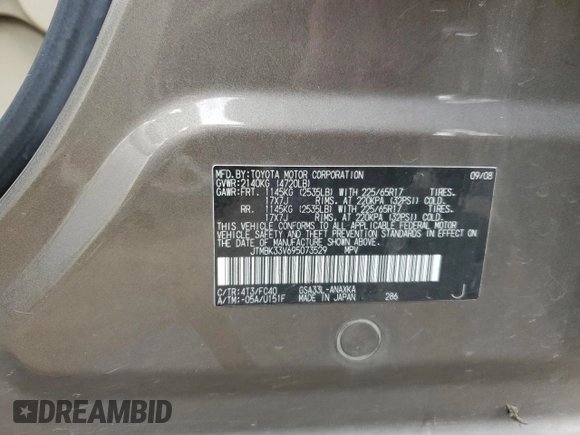 MFD.BY: TOYOTA MOTOR CORPORATION 09/08
GVWR: 2140KG (4720LB)
GAWR: FRT. 1145KG (2535LB) WITH 225/65R17 TIRES.
17X7J RIMS. AT 220KPA (32PSI) COLD.
RR. 1145KG (2535LB) WITH 225/65R17 TIRES.
17X7J RIMS. AT 220KPA (32PSI) COLD.
THIS VEHICLE CONFORMS TO ALL APPLICABLE FEDERAL MOTOR
VEHICLE SAFETY AND THEFT PREVENTION STANDARDS IN
EFFECT ON THE DATE OF MANUFACTURE SHOWN ABOVE.
JTMBK33V695073529 MPV
C/TR: 4T3/FC40 GSA33L-ANAXKA J
A/TM: -05A/U151F MADE IN JAPAN 286
DREAMBID